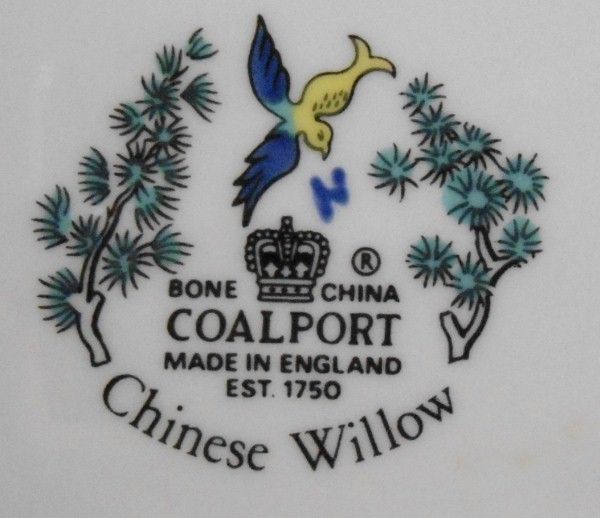 N
®
BONE CHINA
COALPORT
MADE IN ENGLAND
EST. 1750
Chinese Willow